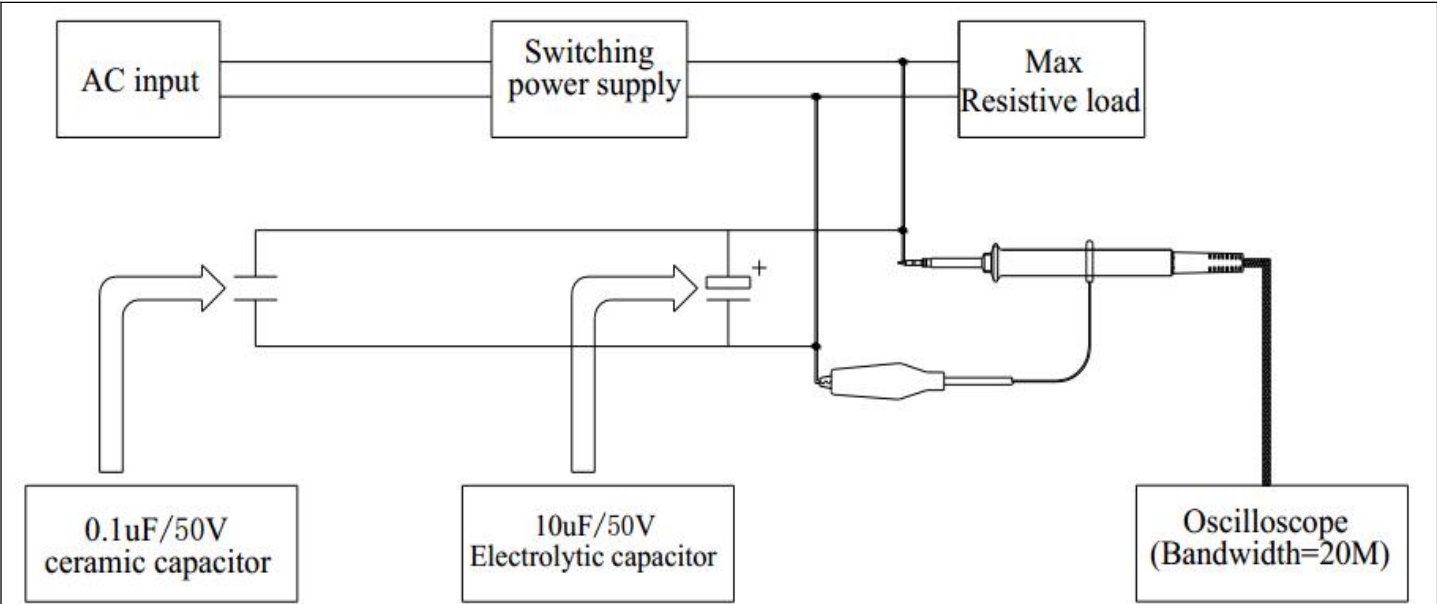 AC input
Switching
power supply
Max
Resistive load
+
0.1uF/50V
ceramic capacitor
10uF/50V
Electrolytic capacitor
Oscilloscope
(Bandwidth=20M)